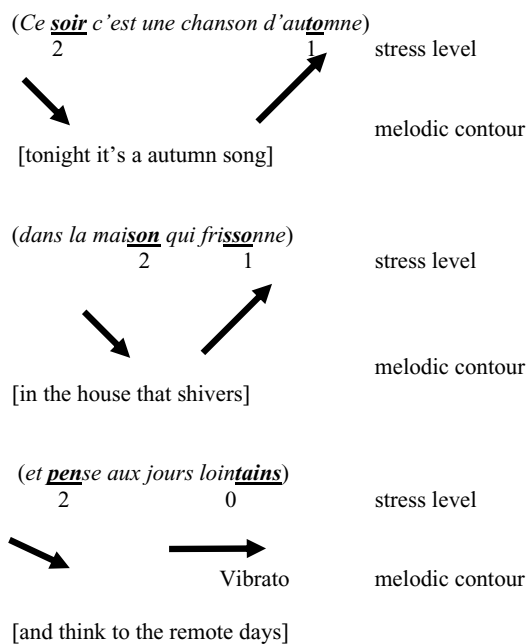 (Ce soir c’est une chanson d’automne)
2 1 stress level
melodic contour
[tonight it’s a autumn song]
(dans la maison qui frissonne)
2 1 stress level
melodic contour
[in the house that shivers]
(et pense aux jours lointains)
2 0 stress level
Vibrato melodic contour
[and think to the remote days]